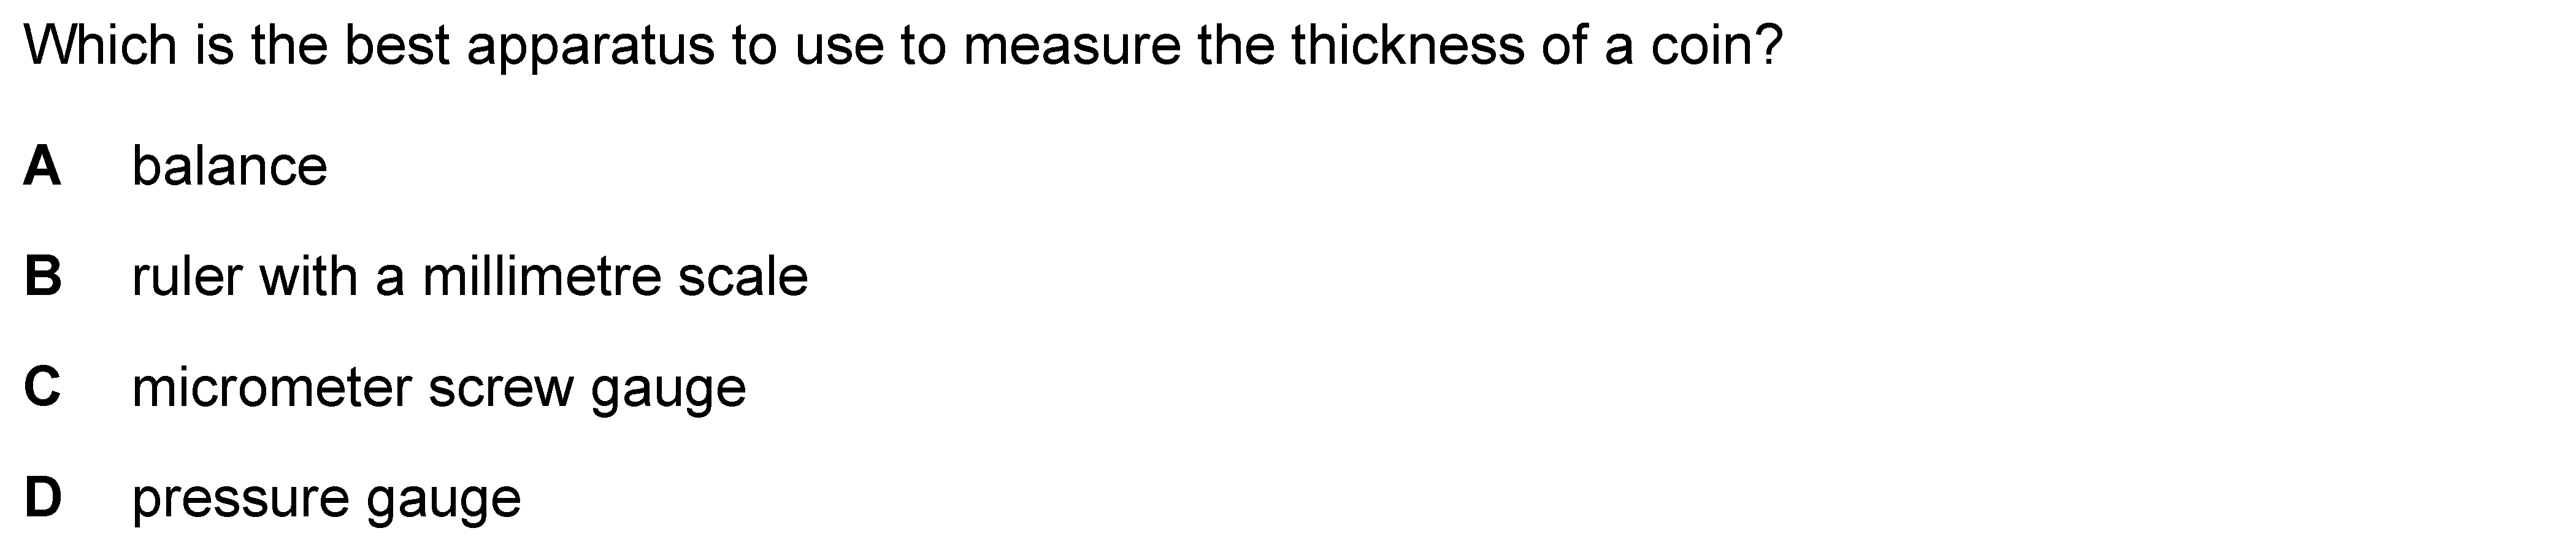 Which is the best apparatus to use to measure the thickness of a coin?
A balance
B ruler with a millimetre scale
C micrometer screw gauge
D pressure gauge